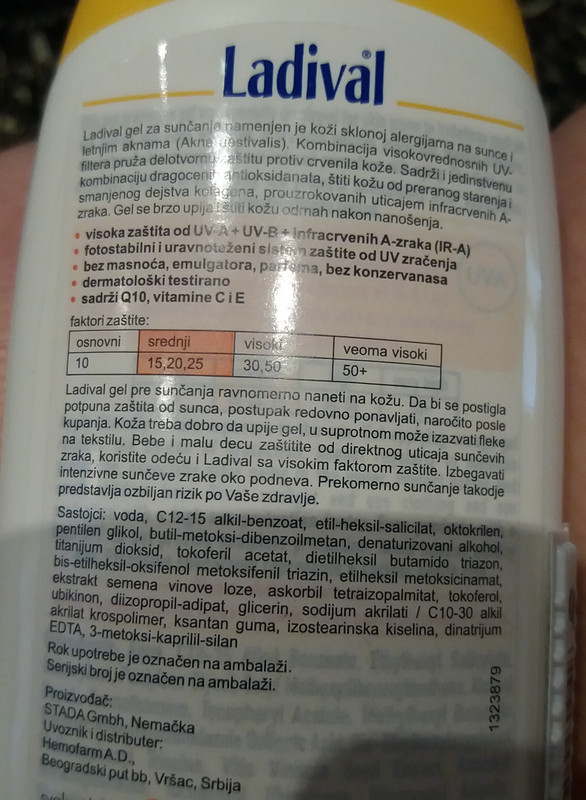 Ladival®
Ladival gel za sunčanje namenjen je koži sklonoj alergijama na sunce i
letnjim aknama (Akne aestivalis). Kombinacija visokovrednosnih UV-
filtera pruža delotvornu zaštitu protiv crvenila kože. Sadrži i jedinstvenu
kombinaciju dragocenih antioksidanata, štiti kožu od preranog starenja i
smanjenog dejstva kolagena, prouzrokovanih uticajem infracrvenih A-
zraka. Gel se brzo upija i štiti kožu odmah nakon nanošenja.
• visoka zaštita od UV-A + UV-B + Infracrvenih A-zraka (IR-A)
• fotostabilni i uravnoteženi sistem zaštite od UV zračenja
• bez masnoća, emulgatora, parfema, bez konzervanasa
• dermatološki testirano
• sadrži Q10, vitamine C i E
faktori zaštite:
osnovni srednji visoki veoma visoki
10 15,20,25 30,50 50+
Ladival gel pre sunčanja ravnomerno naneti na kožu. Da bi se postigla
potpuna zaštita od sunca, postupak redovno ponavljati, naročito posle
kupanja. Koža treba dobro da upije gel, u suprotnom može izazvati fleke
na tekstilu. Bebe i malu decu zaštitite od direktnog uticaja sunčevih
zraka, koristite odeću i Ladival sa visokim faktorom zaštite. Izbegavati
intenzivne sunčeve zrake oko podneva. Prekomerno sunčanje takodje
predstavlja ozbiljan rizik po Vaše zdravlje.
Sastojci: voda, C12-15 alkil-benzoat, etil-heksil-salicilat, oktokrilen,
pentilen glikol, butil-metoksi-dibenzoilmetan, denaturizovani alkohol,
titanijum dioksid, tokoferil acetat, dietilheksil butamido triazon,
bis-etilheksil-oksifenol metoksifenil triazin, etilheksil metoksicinamat,
ekstrakt semena vinove loze, askorbil tetraizopalmitat, tokoferol,
ubikinon, diizopropil-adipat, glicerin, sodijum akrilati / C10-30 alkil
akrilat krospolimer, ksantan guma, izostearinska kiselina, dinatrijum
EDTA, 3-metoksi-kaprilil-silan
Rok upotrebe je označen na ambalaži.
Serijski broj je označen na ambalaži.
Proizvođač:
STADA Gmbh, Nemačka
Uvoznik i distributer:
Hemofarm A.D.,
Beogradski put bb, Vršac, Srbija
1323879